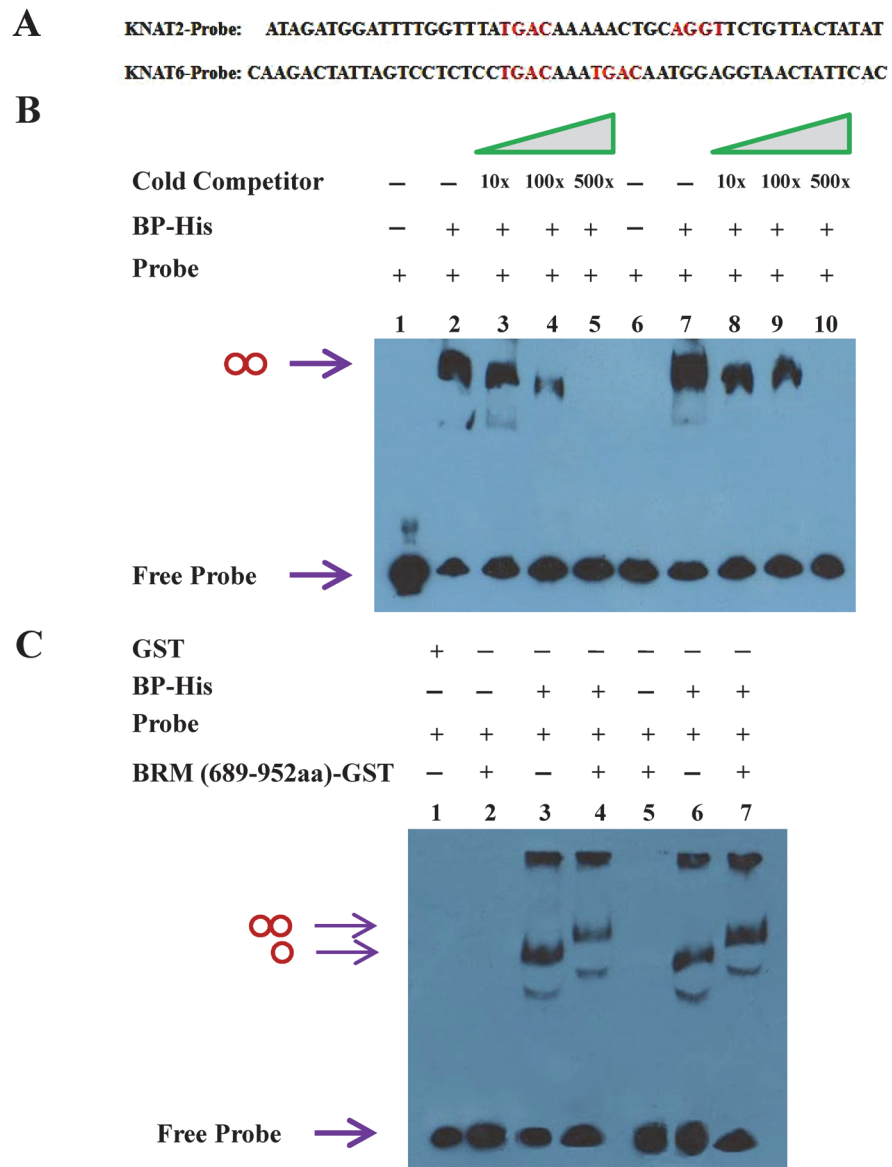 A
KNAT2-Probe: ATAGATGGATTTTGGTTTATGACAAAAACTGCAGGTTCTGTTACTATAT
KNAT6-Probe: CAAGACTATTAGTCCTCTCCTGACAAATGACAATGGAGGTAACTATTCAC
B
Cold Competitor – – 10x 100x 500x – – 10x 100x 500x
BP-His – + + + + – + + + +
Probe + + + + + + + + + +
1 2 3 4 5 6 7 8 9 10
Free Probe
C
GST + – – – – – –
BP-His – – + + – + +
Probe + + + + + + +
BRM (689-952aa)-GST – + – + + – +
1 2 3 4 5 6 7
Free Probe